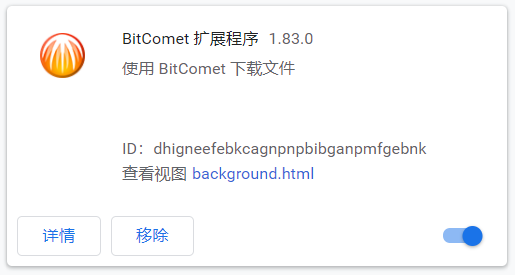 BitComet 扩展程序 1.83.0
使用 BitComet 下载文件
ID：dhigneefebkcagnpnpbibganpmfgebnk
查看视图 background.html
详情 移除